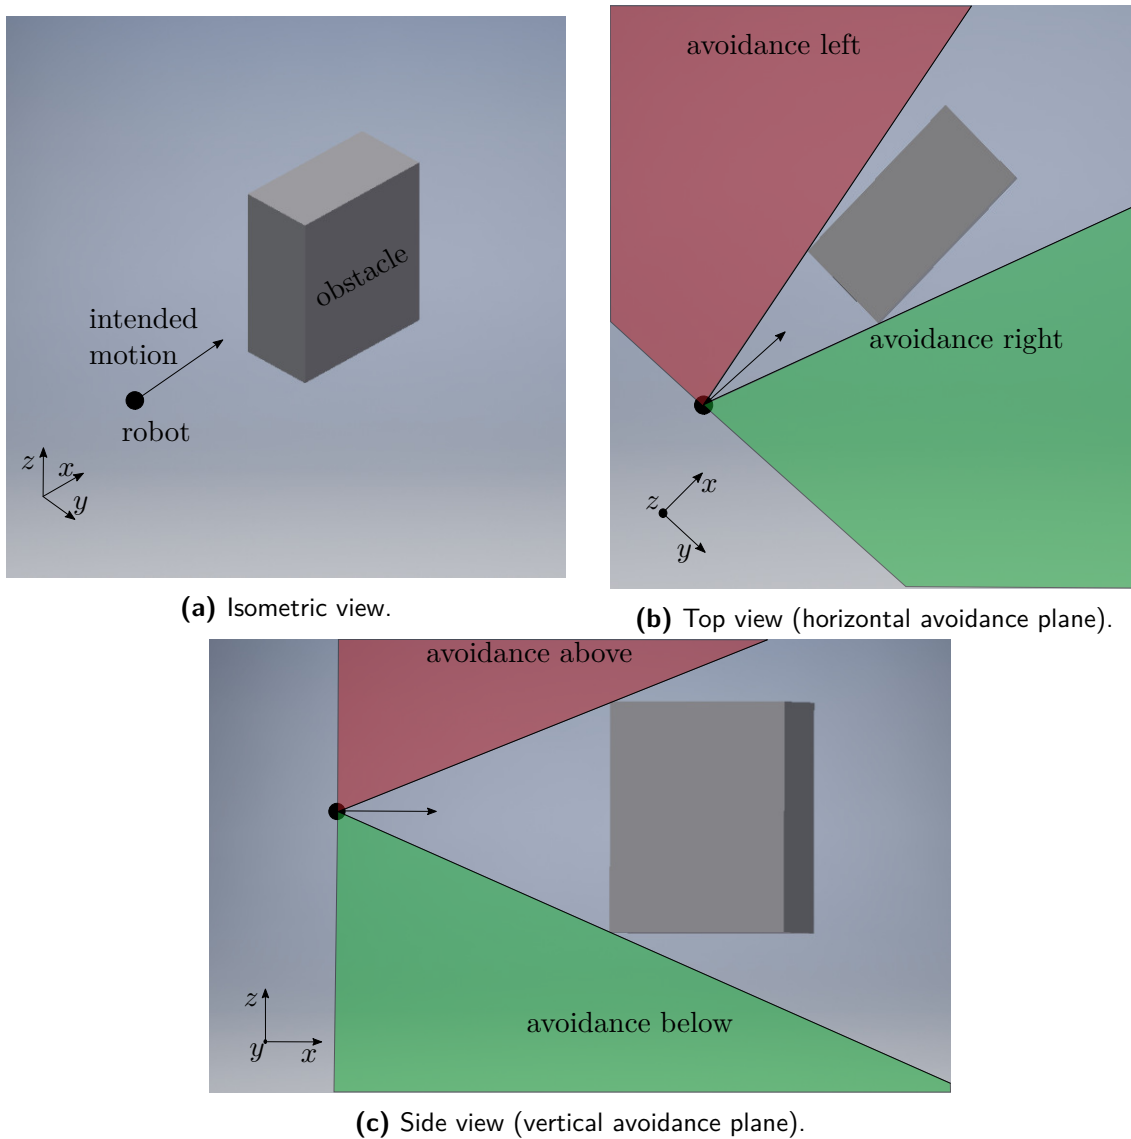 obstacle
intended
motion
robot
z
x
y
(a) Isometric view.
avoidance left
avoidance right
x
z
y
(b) Top view (horizontal avoidance plane).
avoidance above
avoidance below
z
y
x
(c) Side view (vertical avoidance plane).